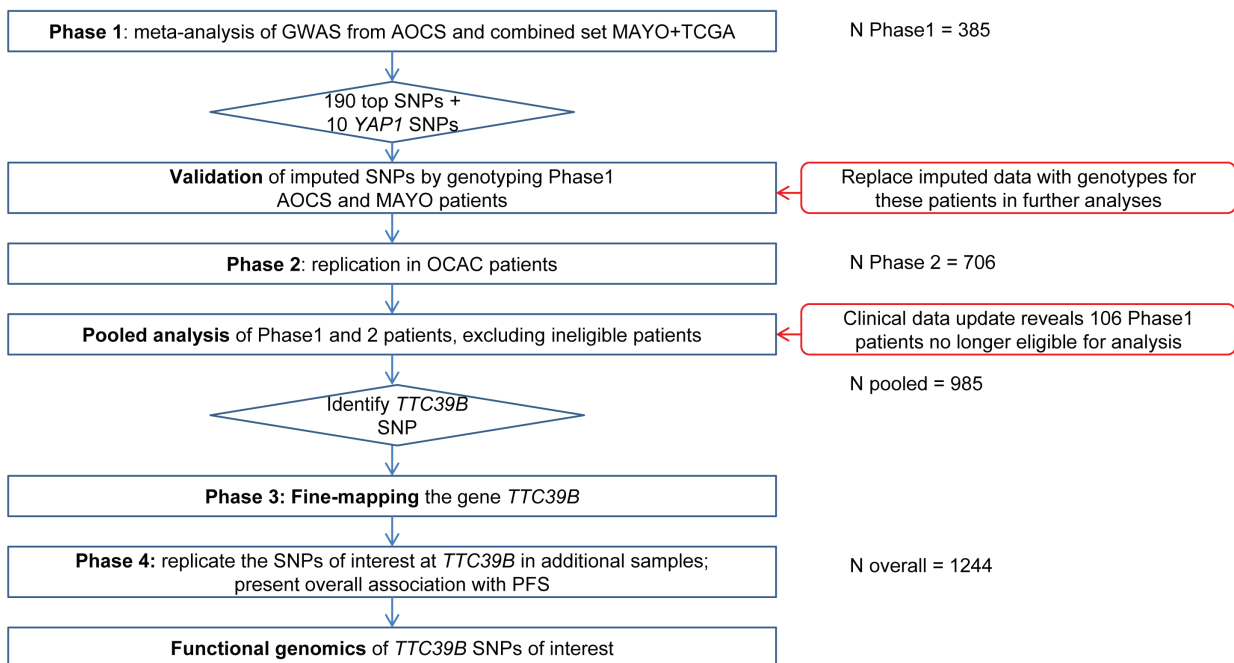 Phase 1: meta-analysis of GWAS from AOCS and combined set MAYO+TCGA
N Phase1 = 385
190 top SNPs +
10 YAP1 SNPs
Validation of imputed SNPs by genotyping Phase1
AOCS and MAYO patients
Replace imputed data with genotypes for
these patients in further analyses
Phase 2: replication in OCAC patients
N Phase 2 = 706
Pooled analysis of Phase1 and 2 patients, excluding ineligible patients
Clinical data update reveals 106 Phase1
patients no longer eligible for analysis
N pooled = 985
Identify TTC39B
SNP
Phase 3: Fine-mapping the gene TTC39B
Phase 4: replicate the SNPs of interest at TTC39B in additional samples;
present overall association with PFS
N overall = 1244
Functional genomics of TTC39B SNPs of interest